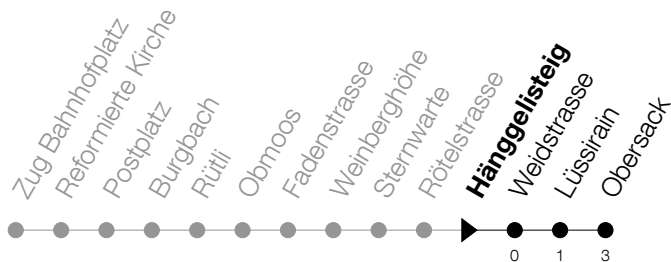 Zug Bahnhofplatz
Reformierte Kirche
Postplatz
Burgbach
Rütli
Obmoos
Fadenstrasse
Weinberghöhe
Sternwarte
Rötelstrasse
Hänggelisteig
Weidstrasse
Lüssirain
Obersack
0 1 3